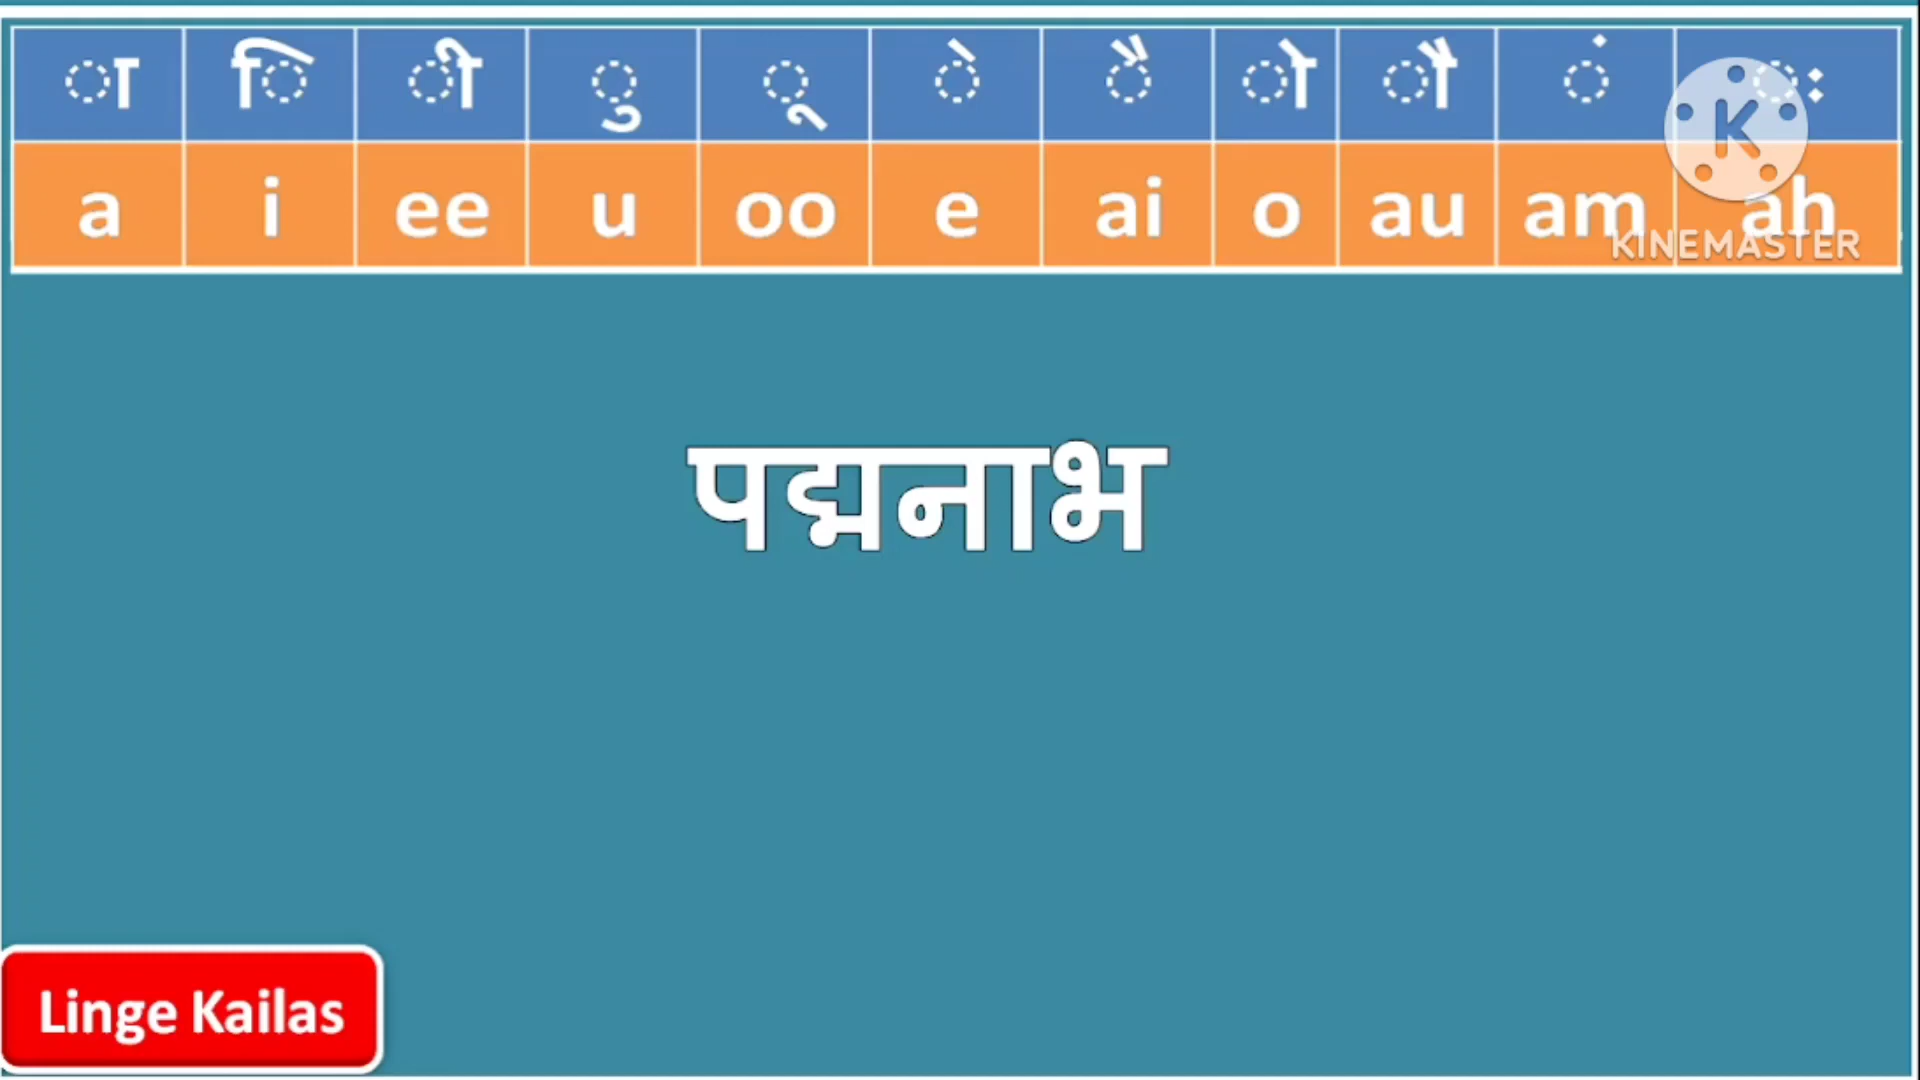 ा ि ी ु ू े ै ो ौ ं ः
a i ee u oo e ai o au am ah
KINEMASTER
पद्मनाभ
Linge Kailas